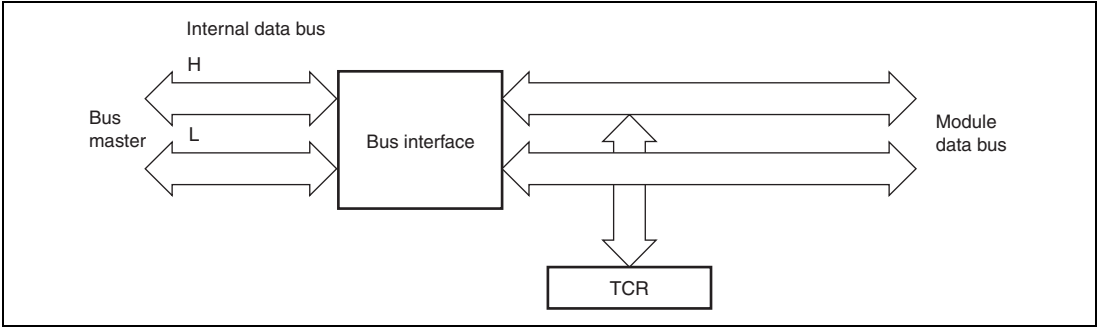 Internal data bus
H
Bus
master
L
Bus interface
Module
data bus
TCR